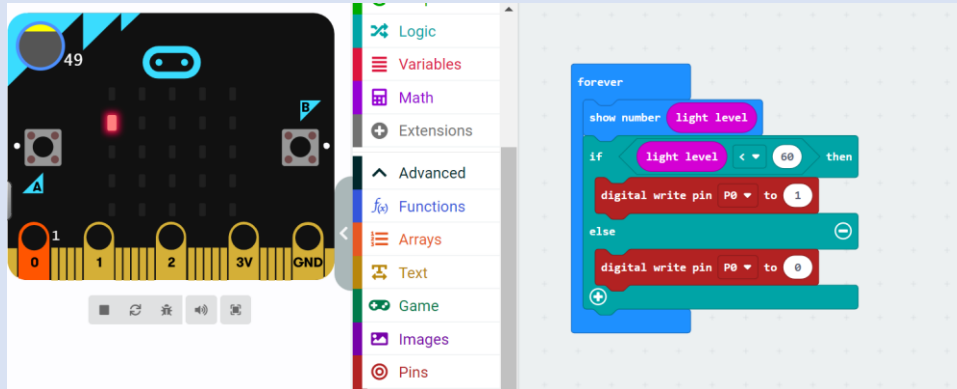 49
B
A
1
0
1
2
3V
GND
Logic
Variables
Math
Extensions
Advanced
f(x) Functions
Arrays
Text
Game
Images
Pins
forever
show number light level
if light level < 60 then
digital write pin P0 to 1
else
digital write pin P0 to 0